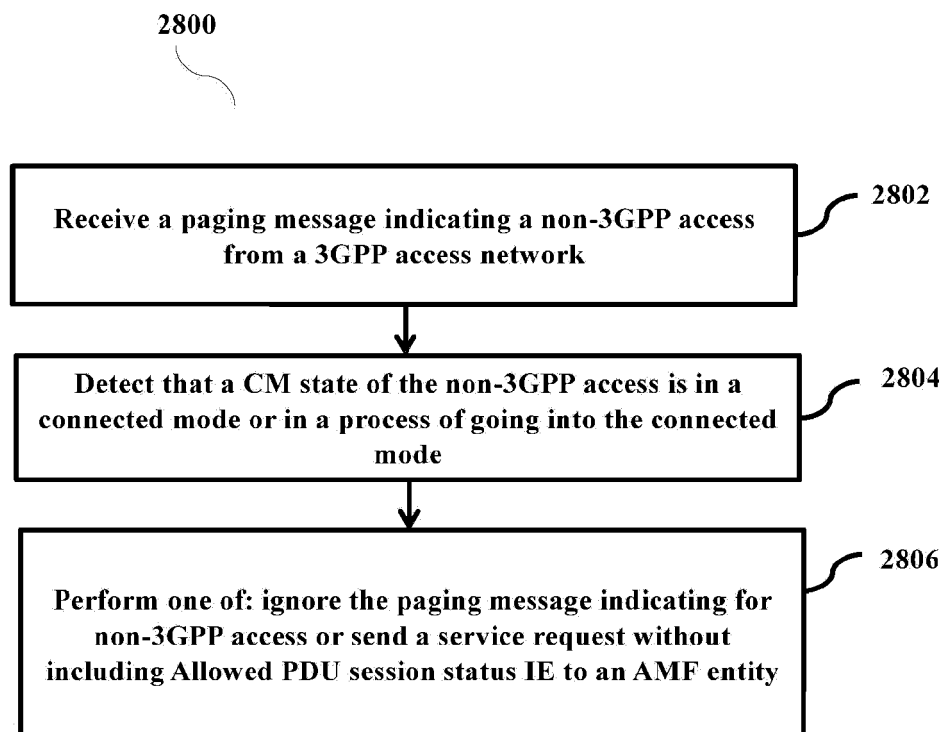 2800
Receive a paging message indicating a non-3GPP access
from a 3GPP access network
2802
Detect that a CM state of the non-3GPP access is in a
connected mode or in a process of going into the connected
mode
2804
Perform one of: ignore the paging message indicating for
non-3GPP access or send a service request without
including Allowed PDU session status IE to an AMF entity
2806